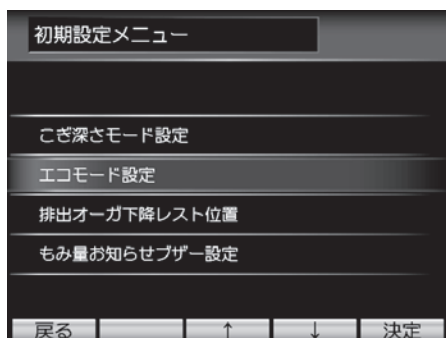 初期設定メニュー
こぎ深さモード設定
エコモード設定
排出オーガ下降レスト位置
もみ量お知らせブザー設定
戻る ↑ ↓ 決定